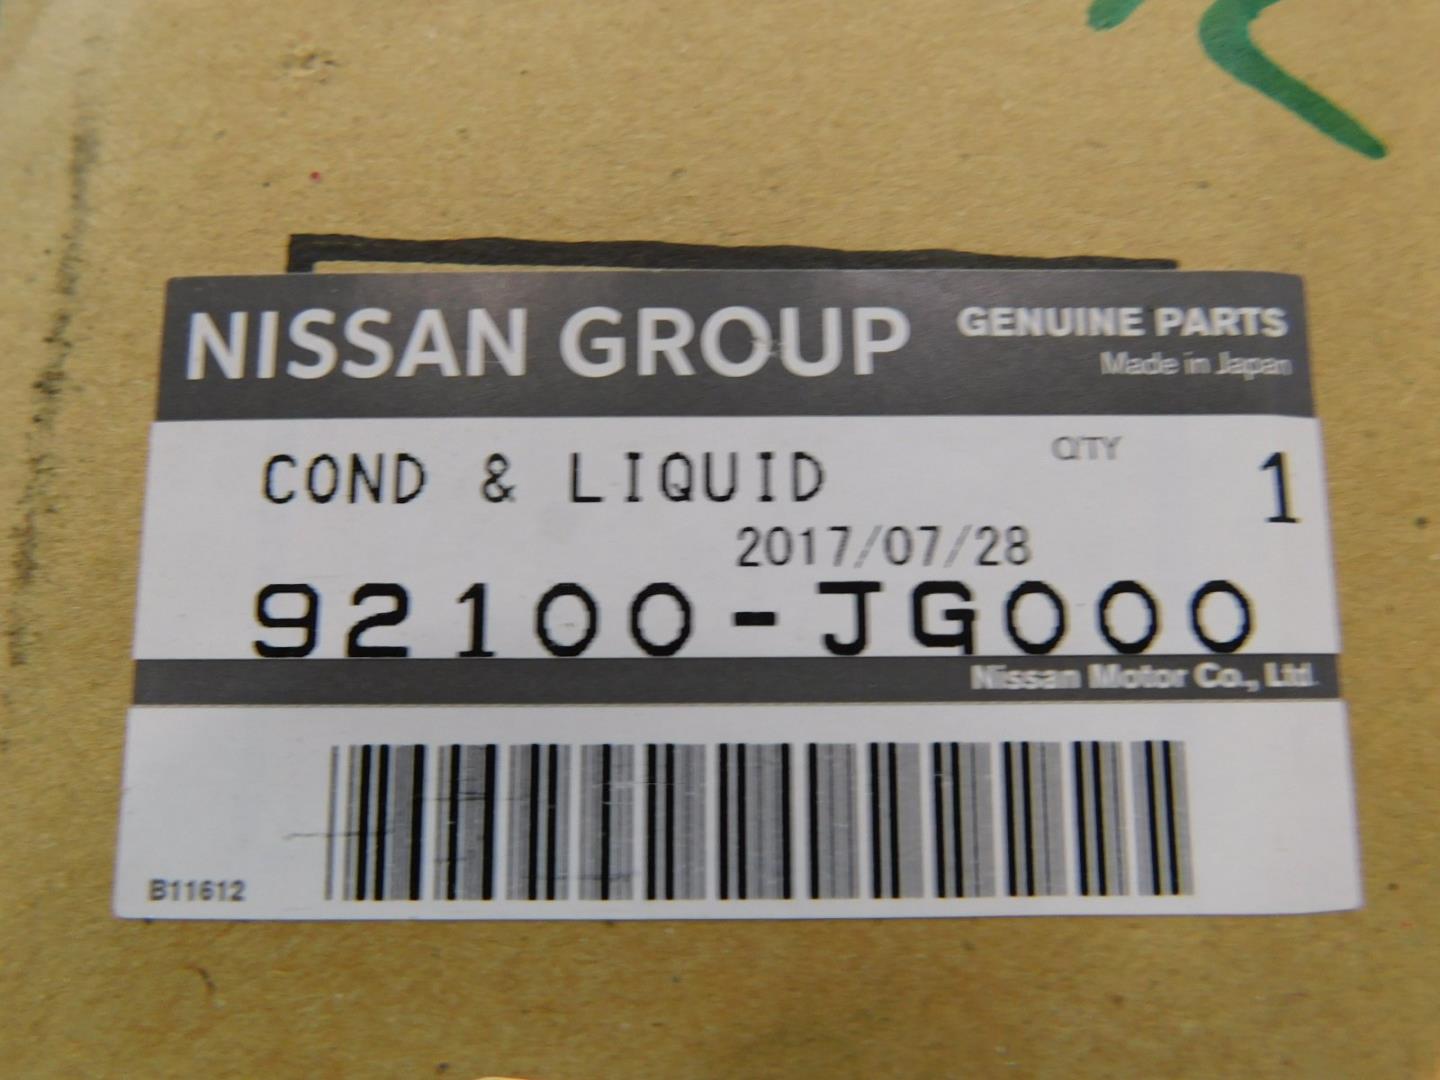 NISSAN GROUP GENUINE PARTS
Made in Japan
COND & LIQUID Q'TY 1
2017/07/28
92100-JG000
Nissan Motor Co., Ltd.
B11612